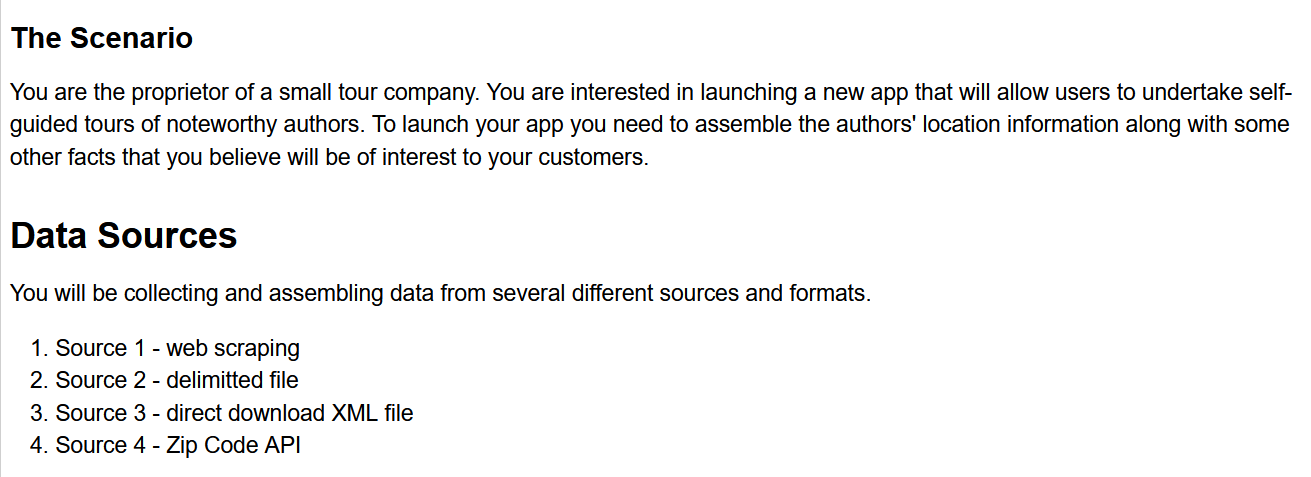 The Scenario
You are the proprietor of a small tour company. You are interested in launching a new app that will allow users to undertake self-
guided tours of noteworthy authors. To launch your app you need to assemble the authors' location information along with some
other facts that you believe will be of interest to your customers.
Data Sources
You will be collecting and assembling data from several different sources and formats.
1. Source 1 - web scraping
2. Source 2 - delimitted file
3. Source 3 - direct download XML file
4. Source 4 - Zip Code API